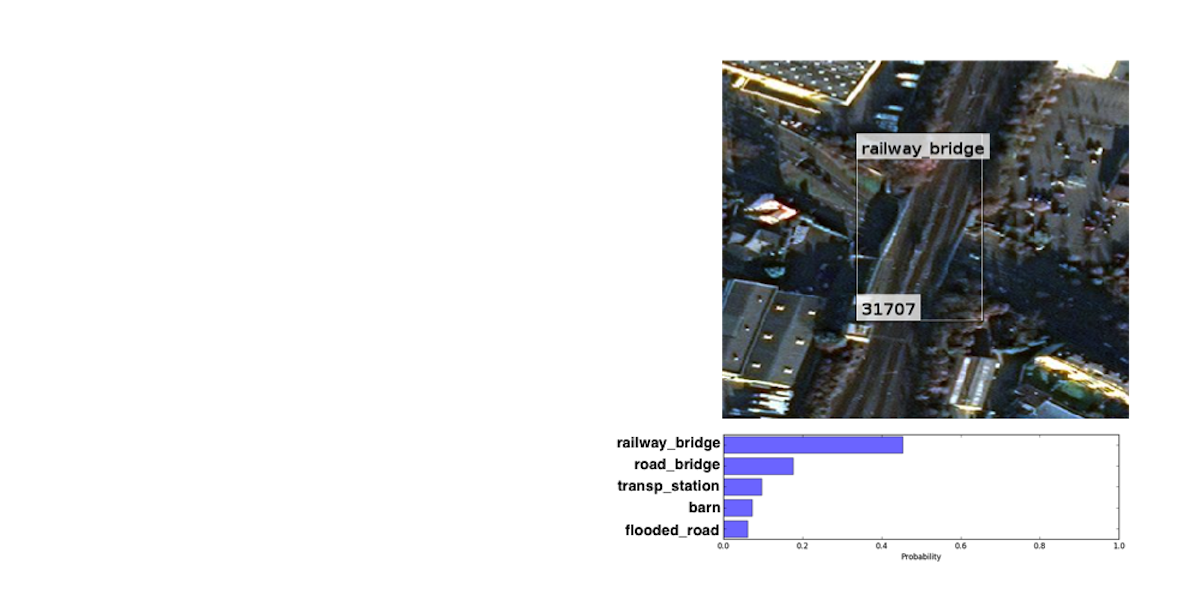 railway_bridge
31707
railway_bridge
road_bridge
transp_station
barn
flooded_road
0.0 0.2 0.4 0.6 0.8 1.0
Probability